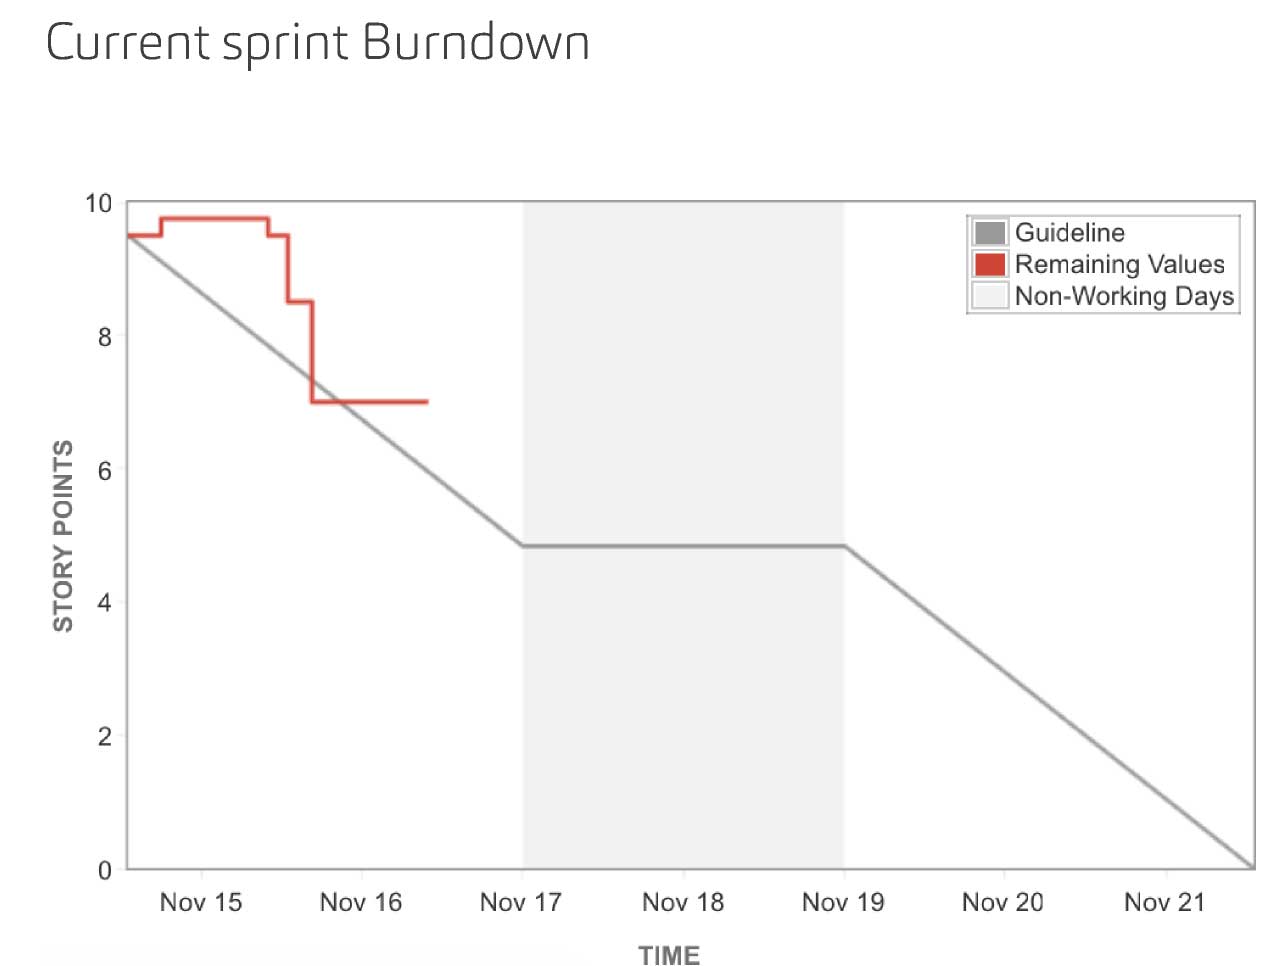 Current sprint Burndown
10
8
6
4
2
0
STORY POINTS
Guideline
Remaining Values
Non-Working Days
Nov 15 Nov 16 Nov 17 Nov 18 Nov 19 Nov 20 Nov 21
TIME